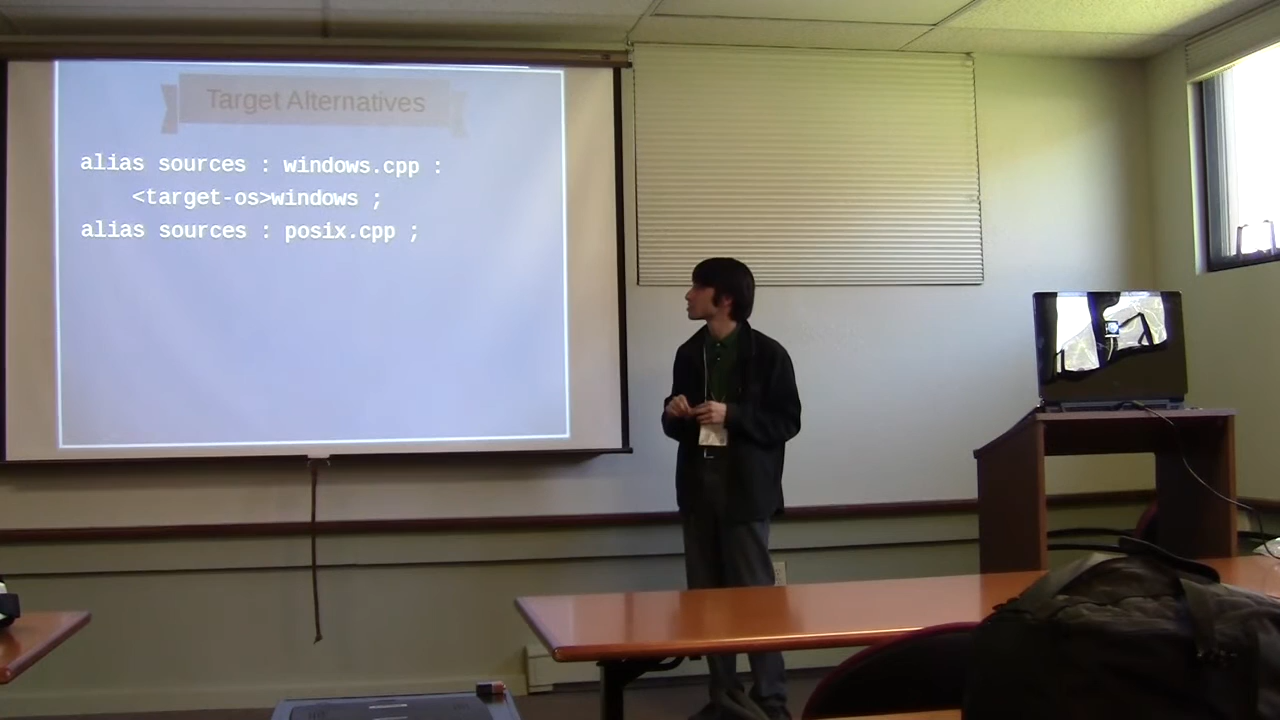 Target Alternatives
alias sources : windows.cpp :
<target-os>windows ;
alias sources : posix.cpp ;